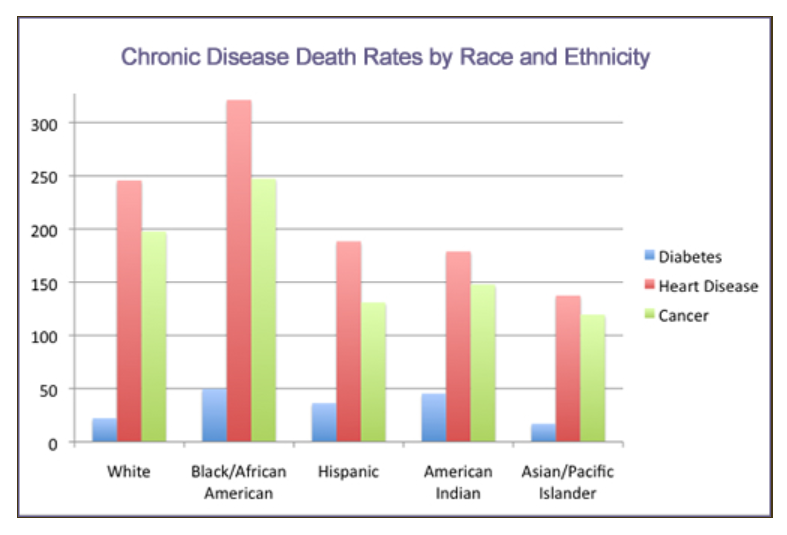 Chronic Disease Death Rates by Race and Ethnicity
300
250
200
150
100
50
0
White
Black/African
American
Hispanic
American
Indian
Asian/Pacific
Islander
Diabetes
Heart Disease
Cancer